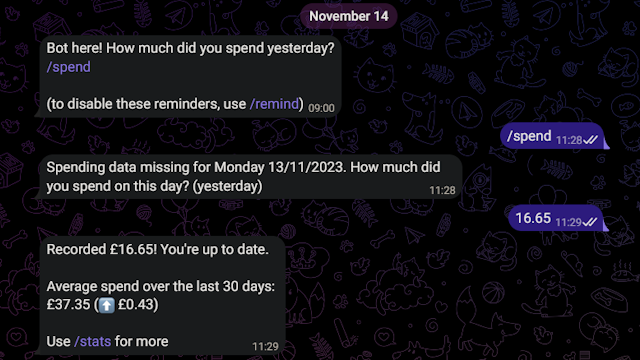 November 14
Bot here! How much did you spend yesterday?
/spend
(to disable these reminders, use /remind) 09:00
/spend 11:28
Spending data missing for Monday 13/11/2023. How much did
you spend on this day? (yesterday)
11:28
16.65 11:29
Recorded £16.65! You're up to date.
Average spend over the last 30 days:
£37.35 (⬆️ £0.43)
Use /stats for more
11:29